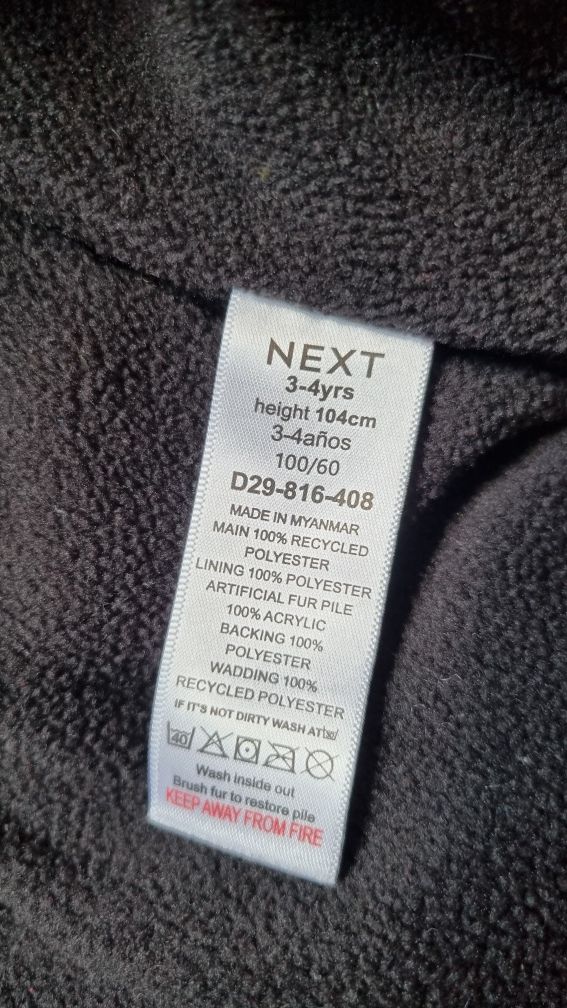 NEXT
3-4yrs
height 104cm
3-4años
100/60
D29-816-408
MADE IN MYANMAR
MAIN 100% RECYCLED
POLYESTER
LINING 100% POLYESTER
ARTIFICIAL FUR PILE
100% ACRYLIC
BACKING 100%
POLYESTER
WADDING 100%
RECYCLED POLYESTER
IF IT'S NOT DIRTY WASH AT 30
40
Wash inside out
Brush fur to restore pile
KEEP AWAY FROM FIRE